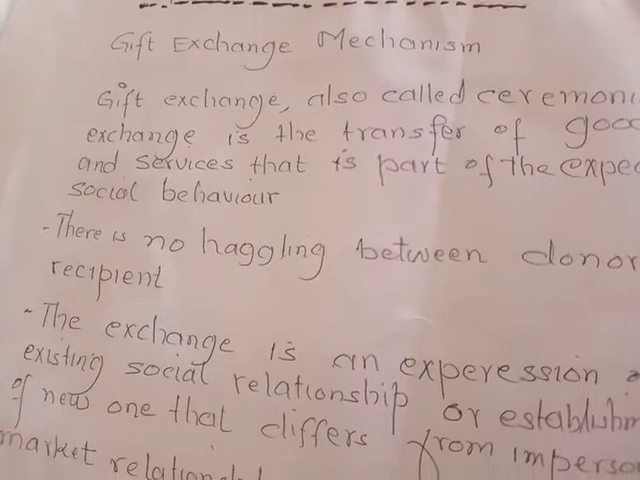 Gift Exchange Mechanism
Gift exchange, also called ceremoni
exchange is the transfer of good
and services that is part of the expec
social behaviour
- There is no haggling between donor
recipient
- The exchange is an experession
existing social relationship or establishm
of new one that differs from imperso
market